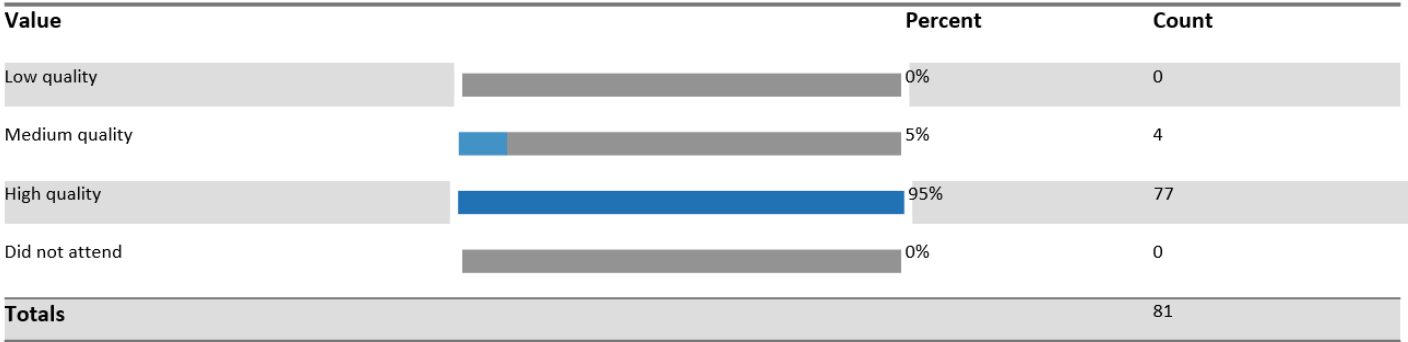 Value Percent Count
Low quality 0% 0
Medium quality 5% 4
High quality 95% 77
Did not attend 0% 0
Totals 81